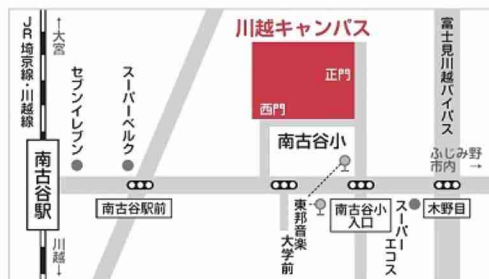 川越キャンパス
正門
西門
JR埼京線・川越線
↑大宮
セブンイレブン
スーパーベルク
富士見川越バイパス
南古谷小
ふじみ野
市内 →
南古谷駅
南古谷駅前
東邦音楽
大学前
南古谷小
入口
スーパー
エコス
木野目
川越↓